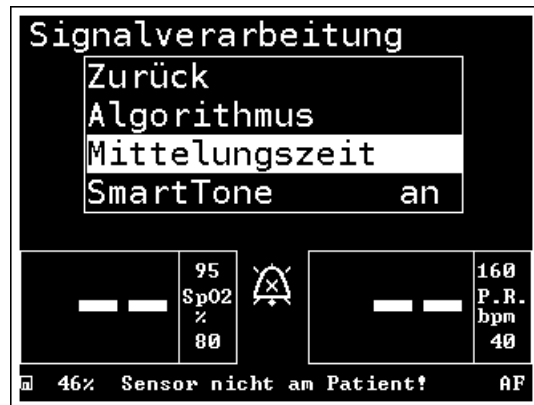 Signalverarbeitung
Zurück
Algorithmus
Mittelungszeit
SmartTone an
-- 95 SpO2 % 80
-- 160 P.R. bpm 40
46% Sensor nicht am Patient! AF